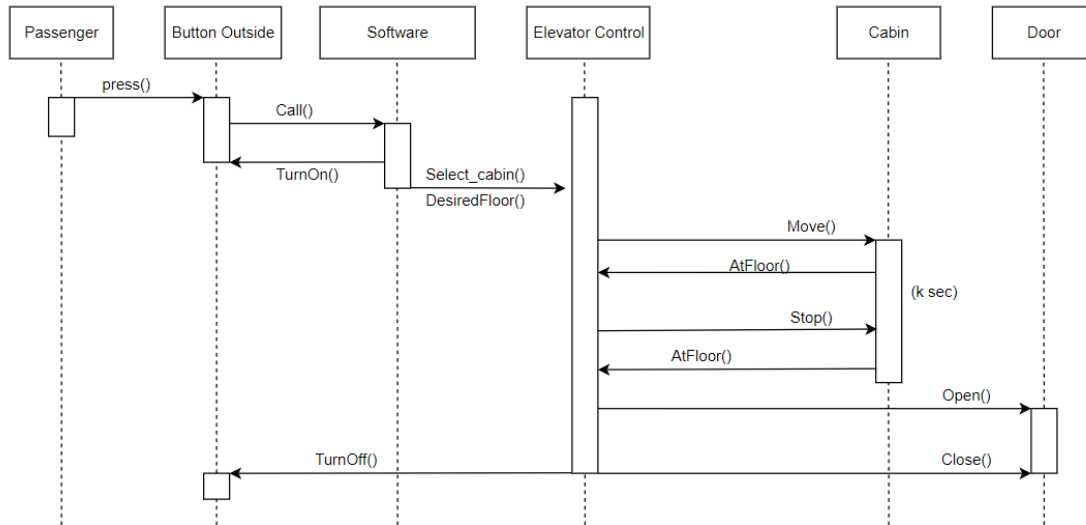 Passenger
Button Outside
Software
Elevator Control
Cabin
Door
press()
Call()
TurnOn()
Select_cabin()
DesiredFloor()
Move()
AtFloor()
(k sec)
Stop()
AtFloor()
Open()
TurnOff()
Close()